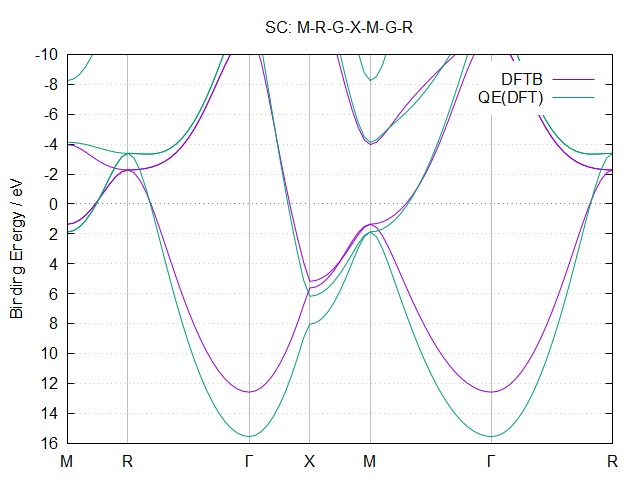 SC: M-R-G-X-M-G-R
-10
-8
-6
-4
-2
0
2
4
6
8
10
12
14
16
Binding Energy / eV
DFTB
QE(DFT)
M R Γ X M Γ R